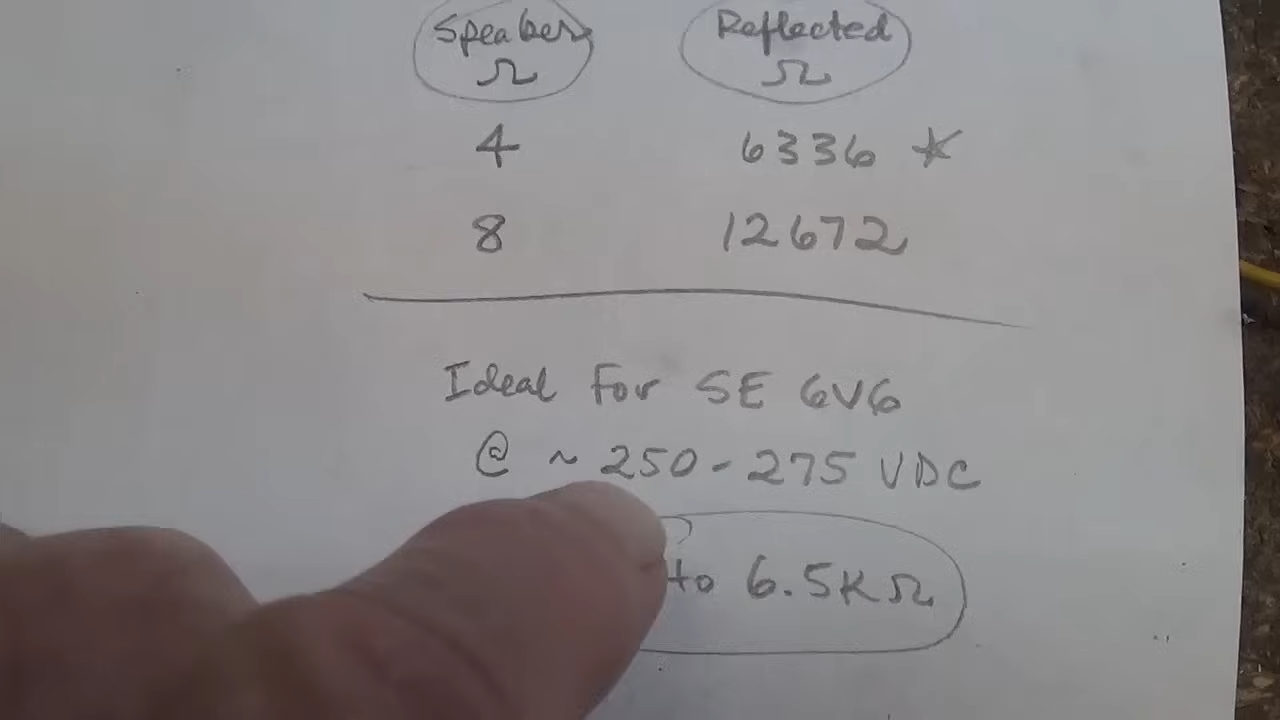 Speaker Reflected
Ω Ω
4 6336 ★
8 12672
Ideal For SE 6V6
@ ~ 250 - 275 VDC
to 6.5K Ω